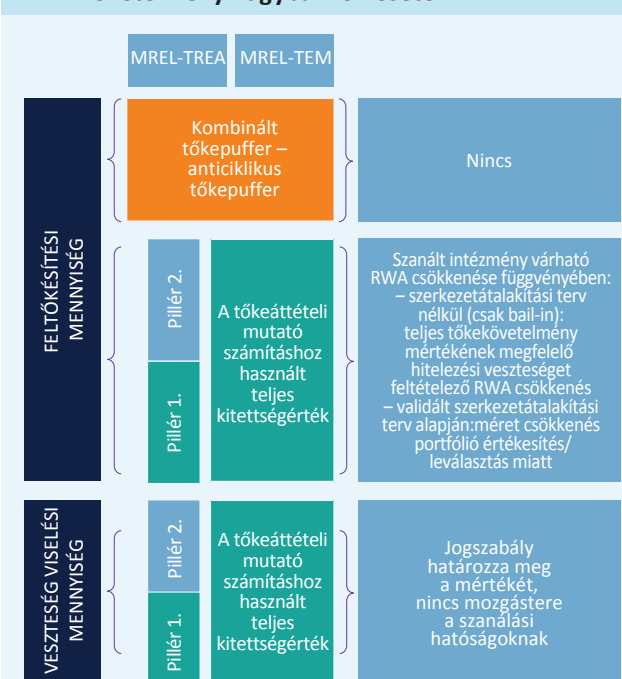 MREL-TREA
MREL-TEM
FELTŐKÉSÍTÉSI
MENNYISÉG
Kombinált
tőkepuffer –
anticiklikus
tőkepuffer
Nincs
Pillér 2.
Pillér 1.
A tőkeáttételi
mutató
számításhoz
használt
teljes
kitettségérték
Szanált intézmény várható
RWA csökkenése függvényében:
– szerkezetátalakítási terv
nélkül (csak bail-in):
teljes tőkekövetelmény
mértékének megfelelő
hitelezési veszteséget
feltételező RWA csökkenés
– validált szerkezetátalakítási
terv alapján:méret csökkenés
portfólió értékesítés/
leválasztás miatt
VESZTESÉG VISELÉSI
MENNYISÉG
Pillér 2.
Pillér 1.
A tőkeáttételi
mutató
számításhoz
használt
teljes
kitettségérték
Jogszabály
határozza meg
a mértékét,
nincs mozgástere
a szanálási
hatóságoknak